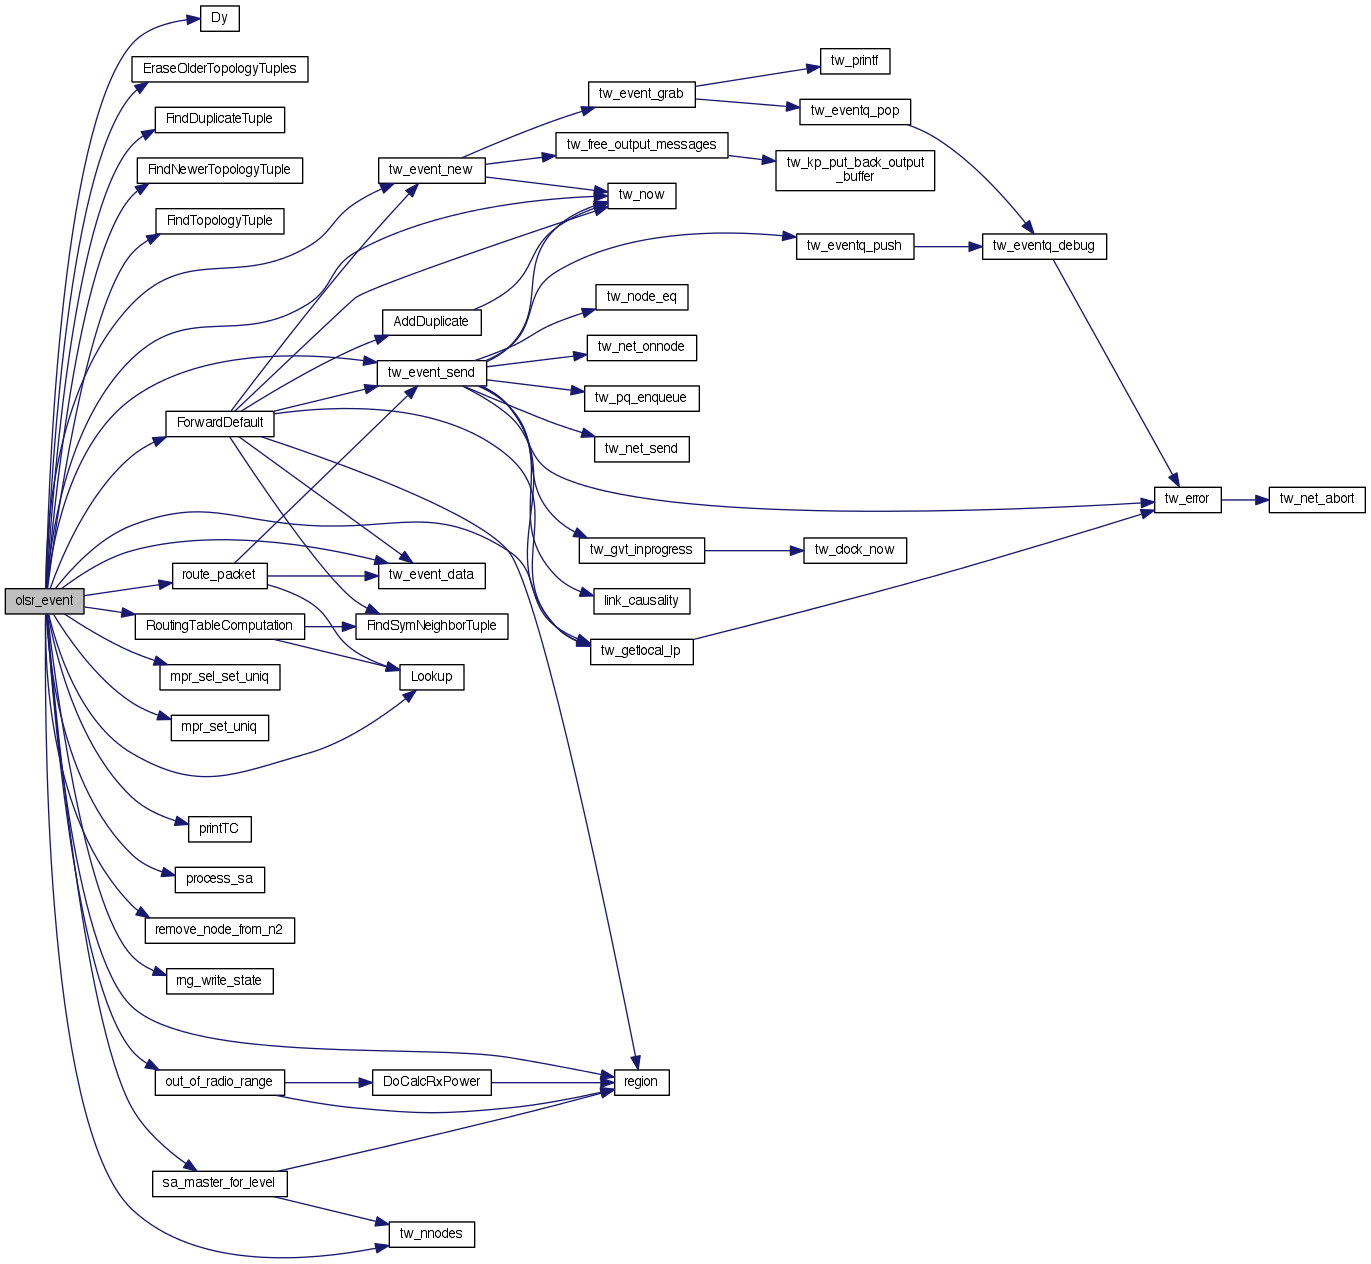 Dy
EraseOlderTopologyTuples
FindDuplicateTuple
FindNewerTopologyTuple
FindTopologyTuple
tw_event_new
tw_event_grab
tw_printf
tw_eventq_pop
tw_free_output_messages
tw_kp_put_back_output
_buffer
tw_now
tw_eventq_push
tw_eventq_debug
AddDuplicate
tw_node_eq
tw_event_send
tw_net_onnode
tw_pq_enqueue
ForwardDefault
tw_net_send
tw_error
tw_net_abort
tw_gvt_inprogress
tw_clock_now
route_packet
tw_event_data
olsr_event
link_causality
RoutingTableComputation
FindSymNeighborTuple
tw_getlocal_lp
mpr_sel_set_uniq
Lookup
mpr_set_uniq
printTC
process_sa
remove_node_from_n2
rng_write_state
out_of_radio_range
DoCalcRxPower
region
sa_master_for_level
tw_nnodes